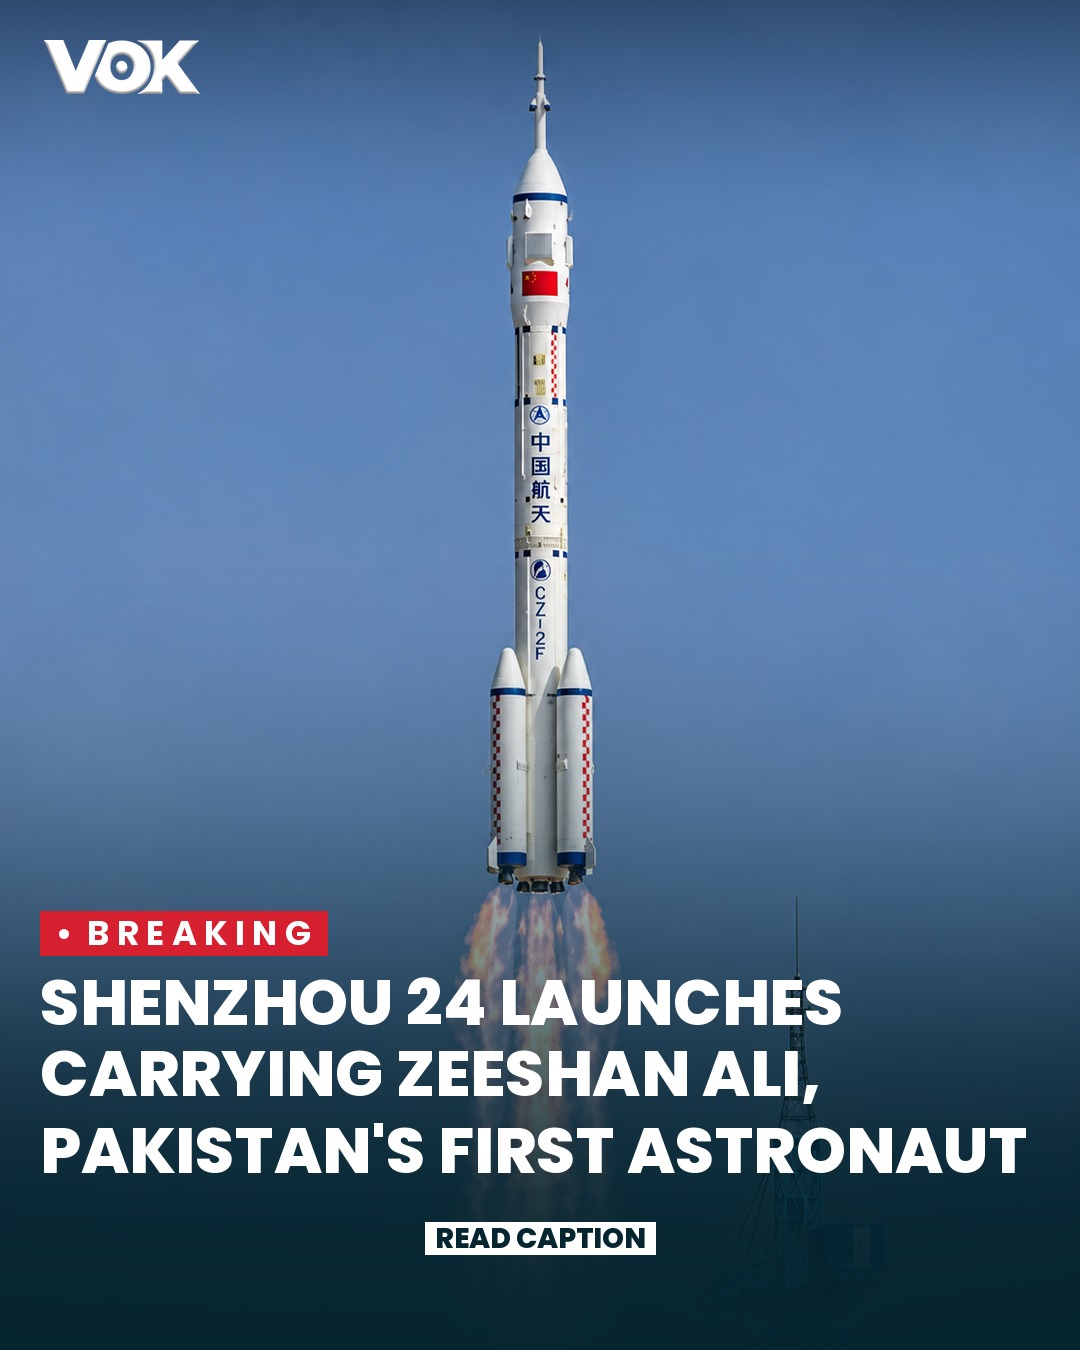 VOK
中
国
航
天
CZ-2F
• BREAKING
SHENZHOU 24 LAUNCHES
CARRYING ZEESHAN ALI,
PAKISTAN'S FIRST ASTRONAUT
READ CAPTION